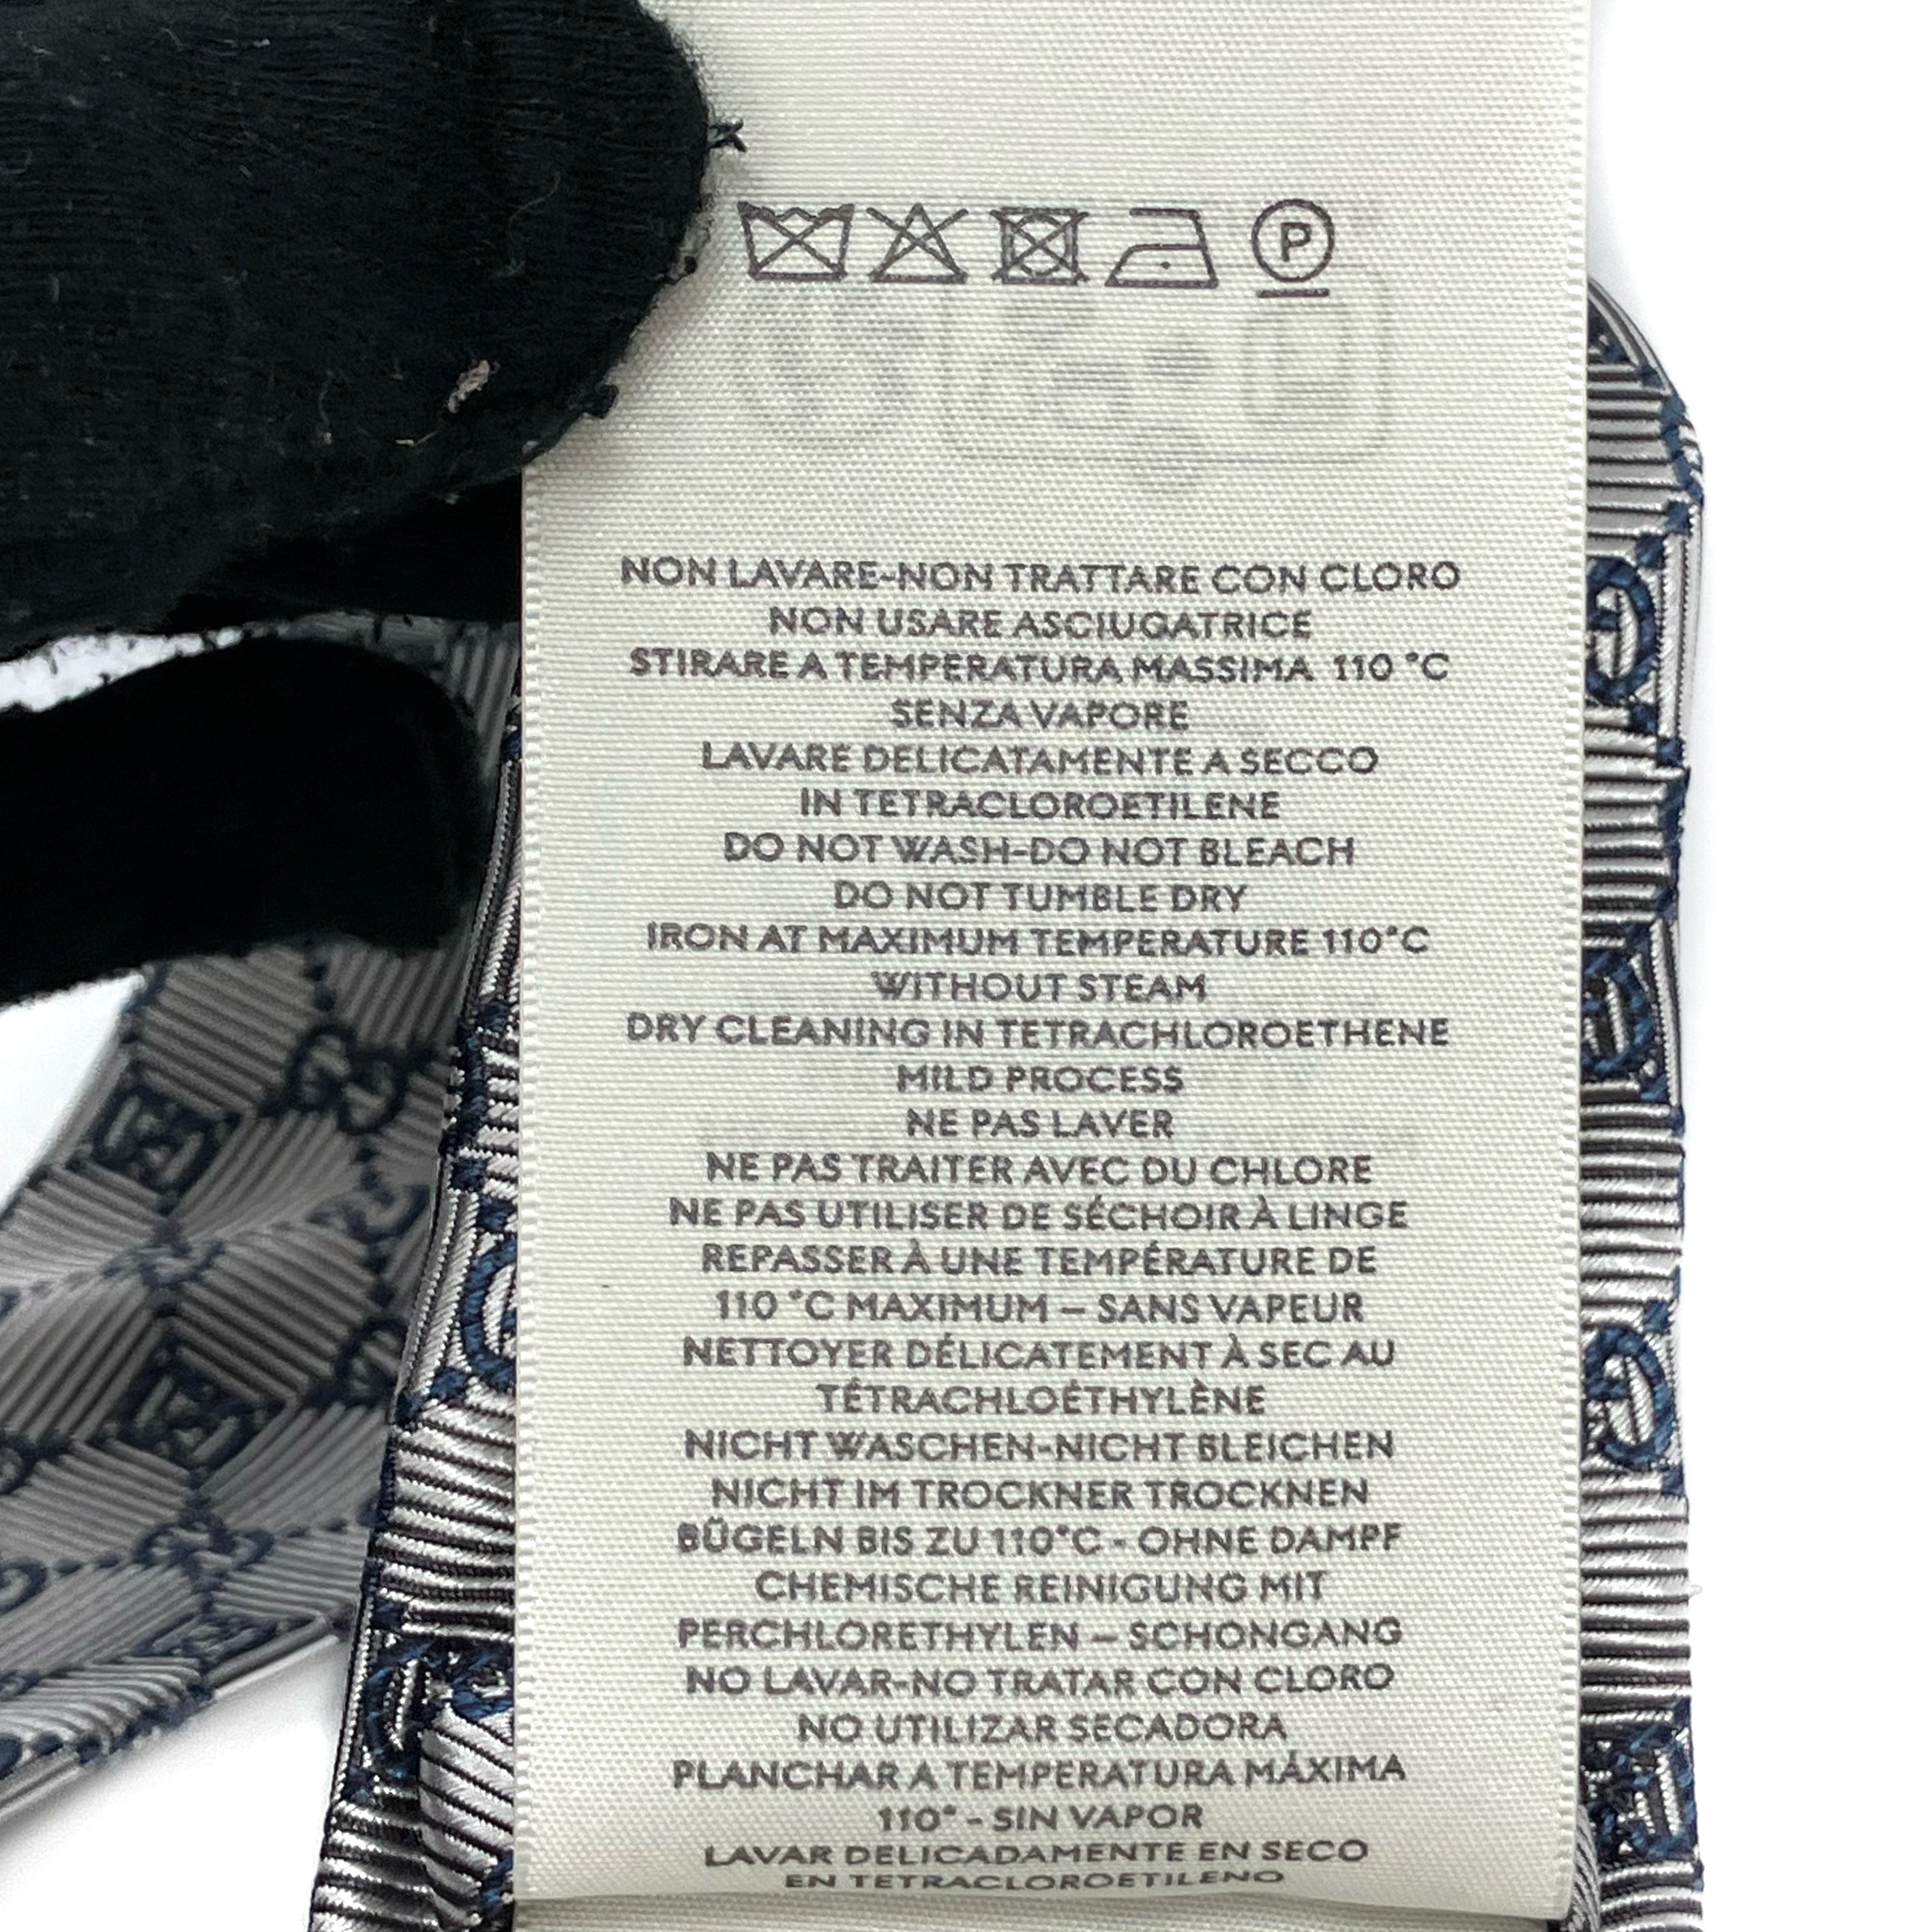 P
NON LAVARE-NON TRATTARE CON CLORO
NON USARE ASCIUGATRICE
STIRARE A TEMPERATURA MASSIMA 110 °C
SENZA VAPORE
LAVARE DELICATAMENTE A SECCO
IN TETRACLOROETILENE
DO NOT WASH-DO NOT BLEACH
DO NOT TUMBLE DRY
IRON AT MAXIMUM TEMPERATURE 110°C
WITHOUT STEAM
DRY CLEANING IN TETRACHLOROETHENE
MILD PROCESS
NE PAS LAVER
NE PAS TRAITER AVEC DU CHLORE
NE PAS UTILISER DE SÉCHOIR À LINGE
REPASSER À UNE TEMPÉRATURE DE
110 °C MAXIMUM – SANS VAPEUR
NETTOYER DÉLICATEMENT À SEC AU
TÉTRACHLOÉTHYLÈNE
NICHT WASCHEN-NICHT BLEICHEN
NICHT IM TROCKNER TROCKNEN
BÜGELN BIS ZU 110°C - OHNE DAMPF
CHEMISCHE REINIGUNG MIT
PERCHLORETHYLEN – SCHONGANG
NO LAVAR-NO TRATAR CON CLORO
NO UTILIZAR SECADORA
PLANCHAR A TEMPERATURA MÁXIMA
110° - SIN VAPOR
LAVAR DELICADAMENTE EN SECO
EN TETRACLOROETILENO